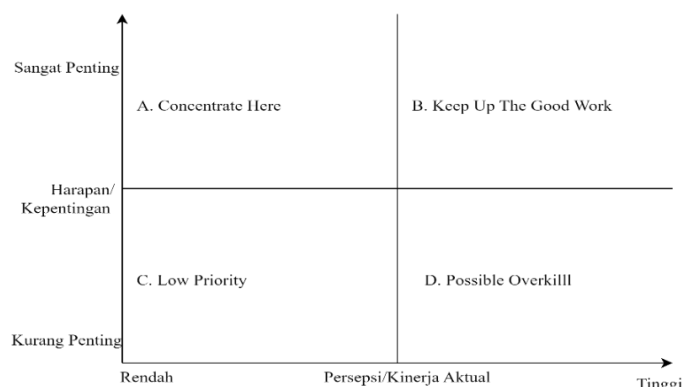 Sangat Penting
A. Concentrate Here
B. Keep Up The Good Work
Harapan/
Kepentingan
C. Low Priority
D. Possible Overkilll
Kurang Penting
Rendah
Persepsi/Kinerja Aktual
Tinggi